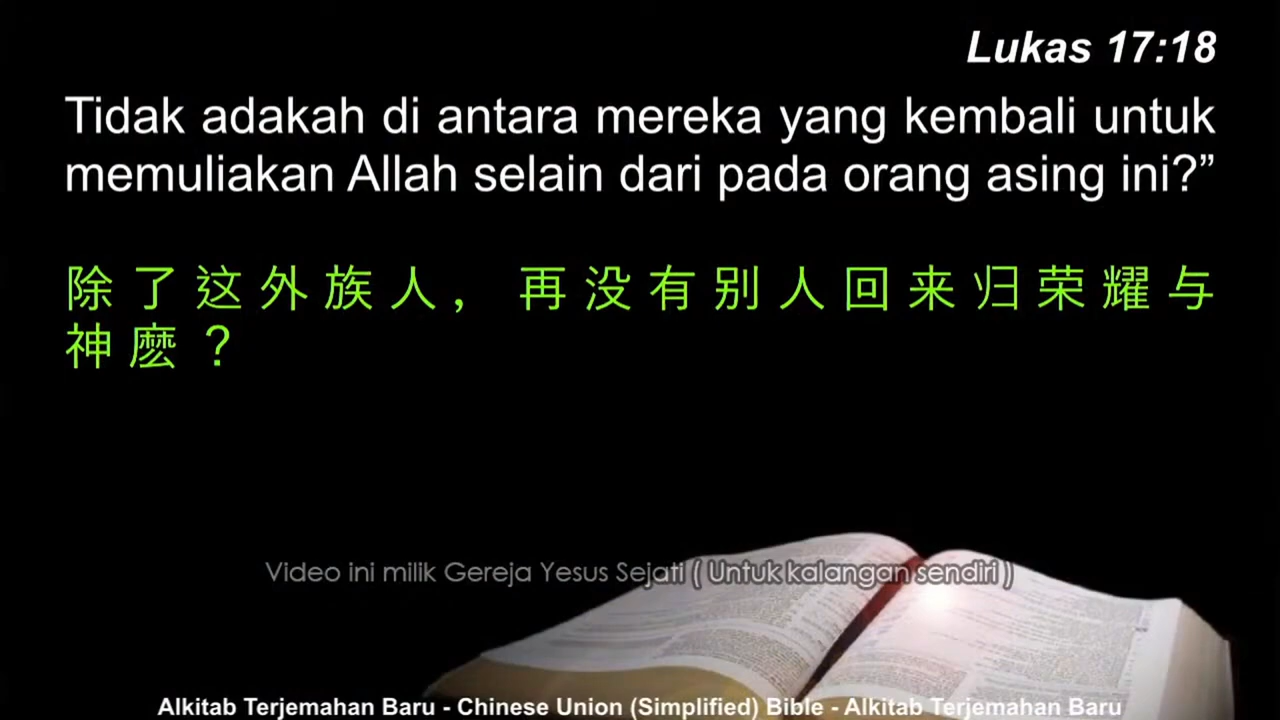 Lukas 17:18
Tidak adakah di antara mereka yang kembali untuk
memuliakan Allah selain dari pada orang asing ini?”
除了这外族人，再没有别人回来归荣耀与
神麽？
Video ini milik Gereja Yesus Sejati ( Untuk kalangan sendiri )
Alkitab Terjemahan Baru - Chinese Union (Simplified) Bible - Alkitab Terjemahan Baru